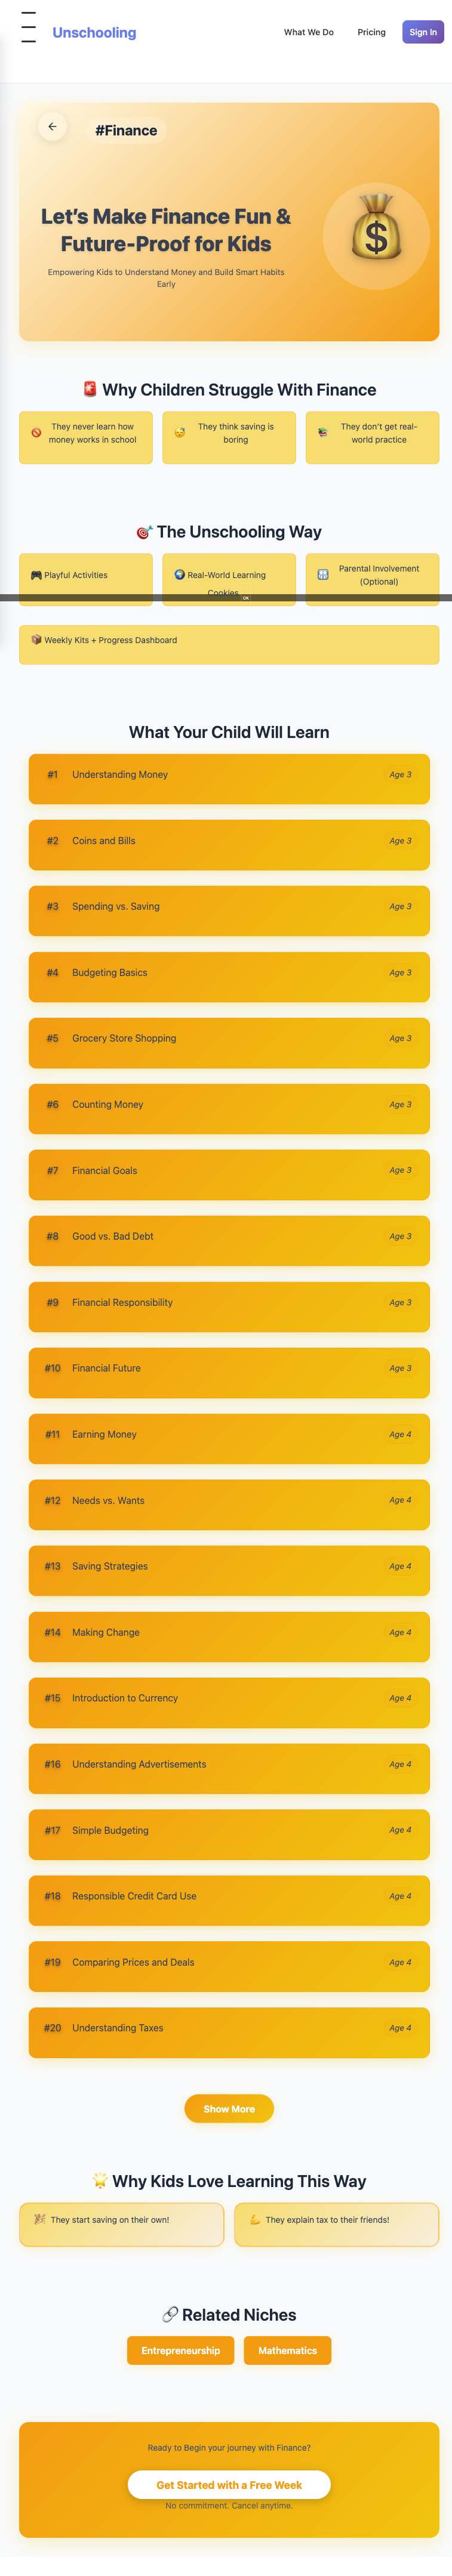 Unschooling
What We Do
Pricing
Sign In
#Finance
Let's Make Finance Fun &
Future-Proof for Kids
Empowering Kids to Understand Money and Build Smart Habits
Early
Why Children Struggle With Finance
They never learn how
money works in school
They think saving is
boring
They don't get real-
world practice
The Unschooling Way
Playful Activities
Real-World Learning
Parental Involvement
(Optional)
Cookies
OK
Weekly Kits + Progress Dashboard
What Your Child Will Learn
#1 Understanding Money Age 3
#2 Coins and Bills Age 3
#3 Spending vs. Saving Age 3
#4 Budgeting Basics Age 3
#5 Grocery Store Shopping Age 3
#6 Counting Money Age 3
#7 Financial Goals Age 3
#8 Good vs. Bad Debt Age 3
#9 Financial Responsibility Age 3
#10 Financial Future Age 3
#11 Earning Money Age 4
#12 Needs vs. Wants Age 4
#13 Saving Strategies Age 4
#14 Making Change Age 4
#15 Introduction to Currency Age 4
#16 Understanding Advertisements Age 4
#17 Simple Budgeting Age 4
#18 Responsible Credit Card Use Age 4
#19 Comparing Prices and Deals Age 4
#20 Understanding Taxes Age 4
Show More
Why Kids Love Learning This Way
They start saving on their own!
They explain tax to their friends!
Related Niches
Entrepreneurship
Mathematics
Ready to Begin your journey with Finance?
Get Started with a Free Week
No commitment. Cancel anytime.